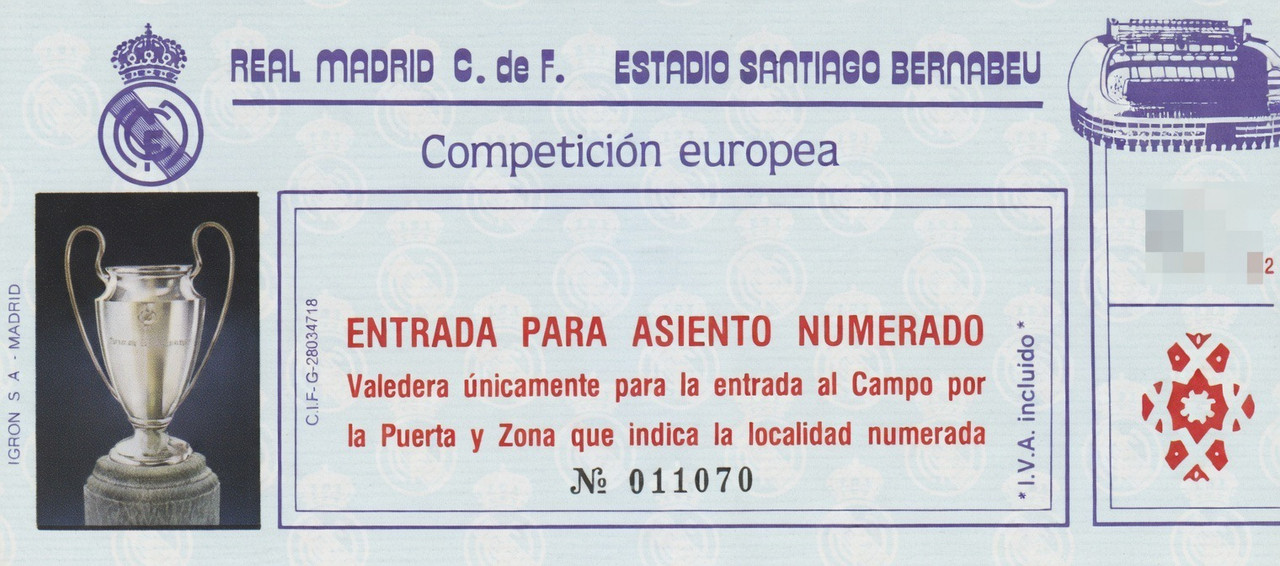 REAL MADRID C. de F. ESTADIO SANTIAGO BERNABEU
Competición europea
IGRON S A - MADRID
C.I.F-G-28034718
ENTRADA PARA ASIENTO NUMERADO
Valedera únicamente para la entrada al Campo por
la Puerta y Zona que indica la localidad numerada
№ 011070
* I.V.A. incluido *
2